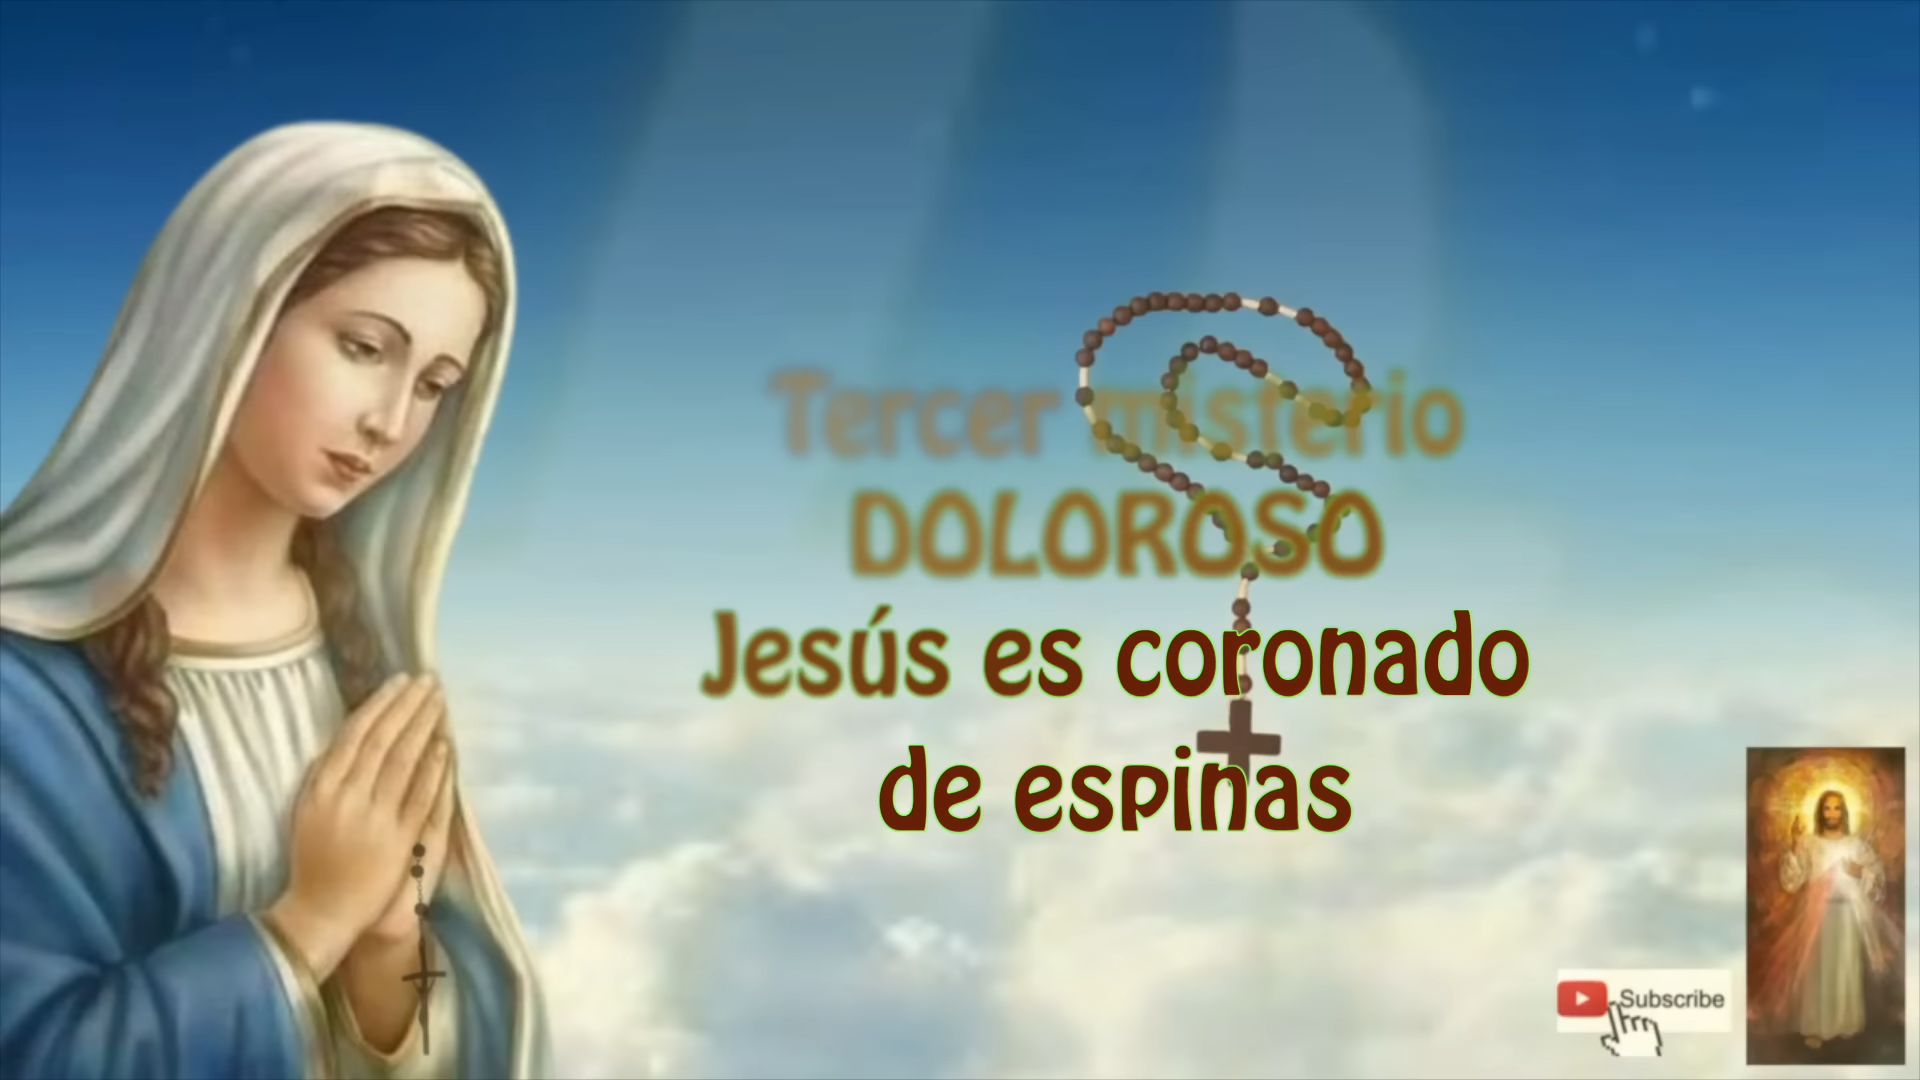 Tercer misterio
DOLOROSO
Jesús es coronado
de espinas
Subscribe